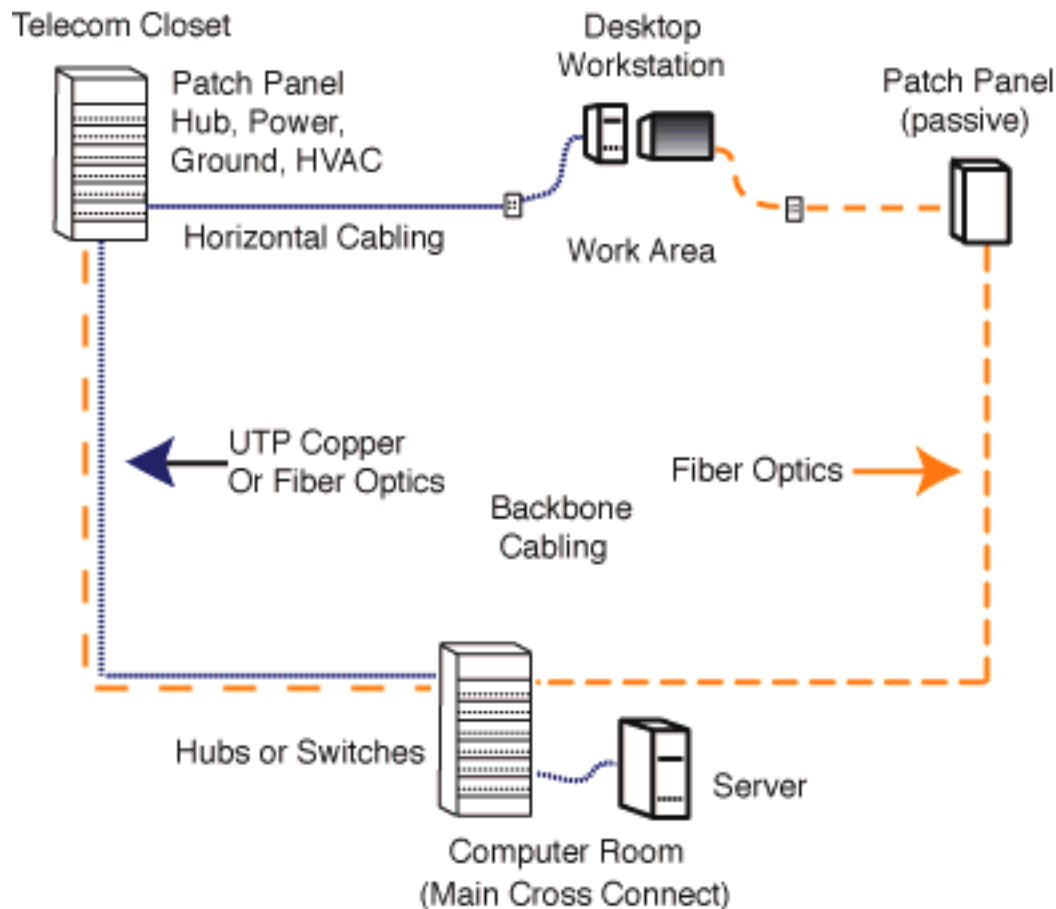 Telecom Closet
Patch Panel
Hub, Power,
Ground, HVAC
Horizontal Cabling
Desktop
Workstation
Work Area
Patch Panel
(passive)
UTP Copper
Or Fiber Optics
Fiber Optics
Backbone
Cabling
Hubs or Switches
Server
Computer Room
(Main Cross Connect)